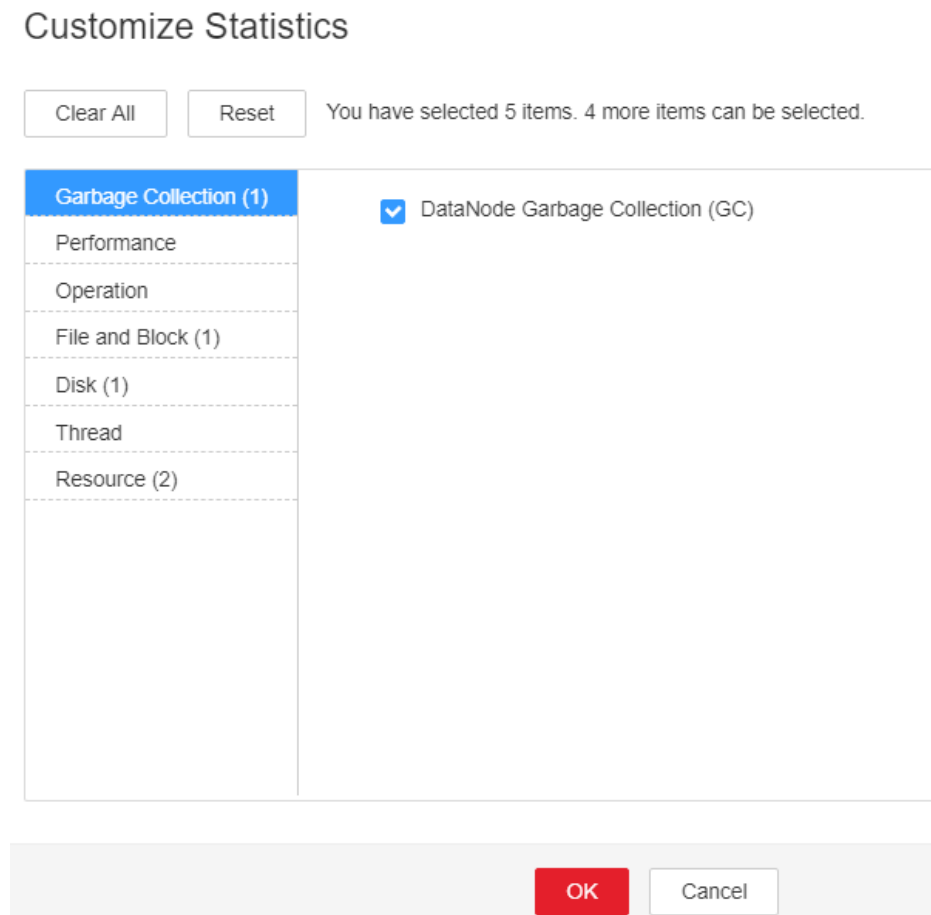 Customize Statistics
Clear All
Reset
You have selected 5 items. 4 more items can be selected.
Garbage Collection (1)
DataNode Garbage Collection (GC)
Performance
Operation
File and Block (1)
Disk (1)
Thread
Resource (2)
OK
Cancel